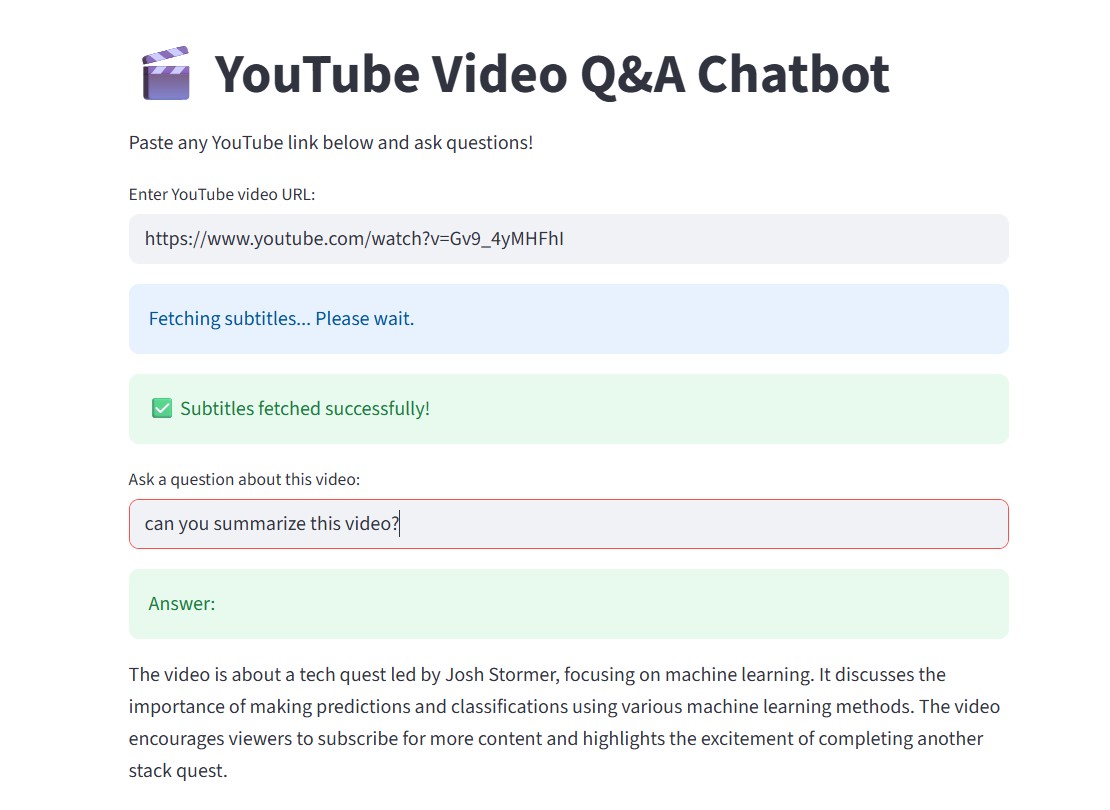 YouTube Video Q&A Chatbot
Paste any YouTube link below and ask questions!
Enter YouTube video URL:
https://www.youtube.com/watch?v=Gv9_4yMHFhI
Fetching subtitles... Please wait.
Subtitles fetched successfully!
Ask a question about this video:
can you summarize this video?
Answer:
The video is about a tech quest led by Josh Stormer, focusing on machine learning. It discusses the
importance of making predictions and classifications using various machine learning methods. The video
encourages viewers to subscribe for more content and highlights the excitement of completing another
stack quest.